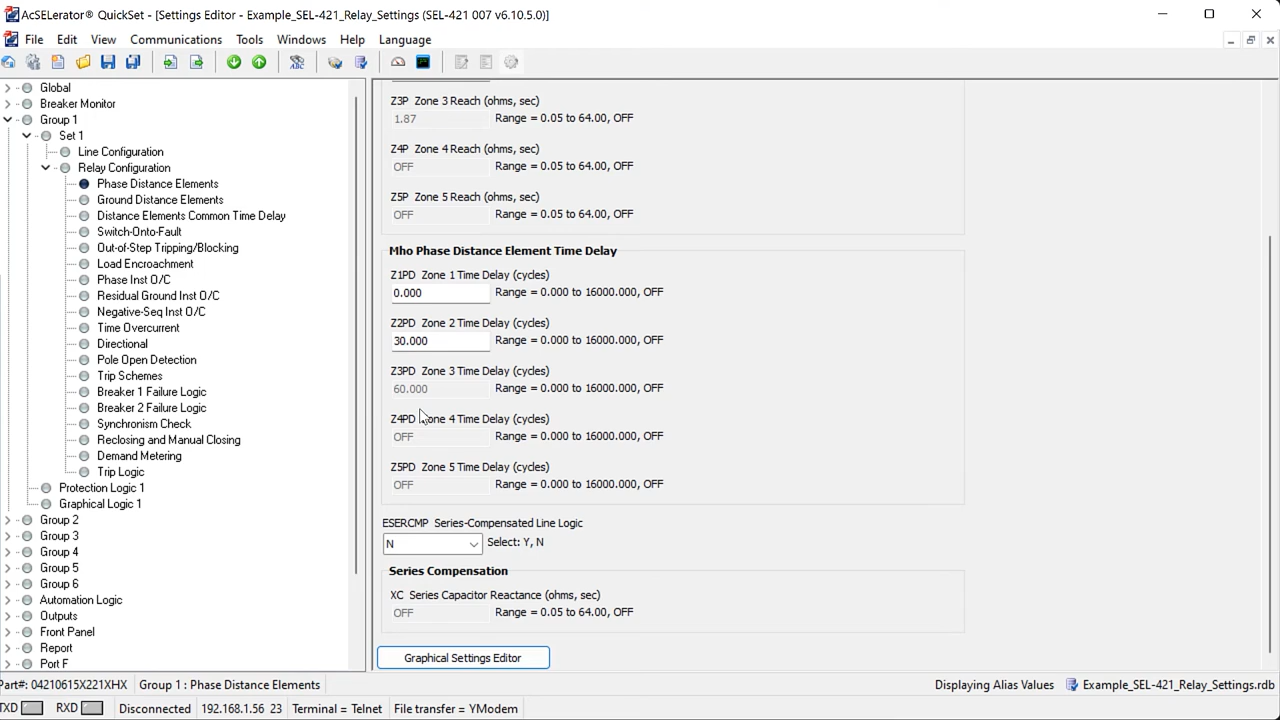 AcSELerator® QuickSet - [Settings Editor - Example_SEL-421_Relay_Settings (SEL-421 007 v6.10.5.0)]
File Edit View Communications Tools Windows Help Language
Global
Breaker Monitor
Group 1
Set 1
Line Configuration
Relay Configuration
Phase Distance Elements
Ground Distance Elements
Distance Elements Common Time Delay
Switch-Onto-Fault
Out-of-Step Tripping/Blocking
Load Encroachment
Phase Inst O/C
Residual Ground Inst O/C
Negative-Seq Inst O/C
Time Overcurrent
Directional
Pole Open Detection
Trip Schemes
Breaker 1 Failure Logic
Breaker 2 Failure Logic
Synchronism Check
Reclosing and Manual Closing
Demand Metering
Trip Logic
Protection Logic 1
Graphical Logic 1
Group 2
Group 3
Group 4
Group 5
Group 6
Automation Logic
Outputs
Front Panel
Report
Port F
Z3P Zone 3 Reach (ohms, sec)
1.87 Range = 0.05 to 64.00, OFF
Z4P Zone 4 Reach (ohms, sec)
OFF Range = 0.05 to 64.00, OFF
Z5P Zone 5 Reach (ohms, sec)
OFF Range = 0.05 to 64.00, OFF
Mho Phase Distance Element Time Delay
Z1PD Zone 1 Time Delay (cycles)
0.000 Range = 0.000 to 16000.000, OFF
Z2PD Zone 2 Time Delay (cycles)
30.000 Range = 0.000 to 16000.000, OFF
Z3PD Zone 3 Time Delay (cycles)
60.000 Range = 0.000 to 16000.000, OFF
Z4PD Zone 4 Time Delay (cycles)
OFF Range = 0.000 to 16000.000, OFF
Z5PD Zone 5 Time Delay (cycles)
OFF Range = 0.000 to 16000.000, OFF
ESERCMP Series-Compensated Line Logic
N Select: Y, N
Series Compensation
XC Series Capacitor Reactance (ohms, sec)
OFF Range = 0.05 to 64.00, OFF
Graphical Settings Editor
Part#: 04210615X221XHX Group 1 : Phase Distance Elements Displaying Alias Values Example_SEL-421_Relay_Settings.rdb
TXD RXD Disconnected 192.168.1.56 23 Terminal = Telnet File transfer = YModem